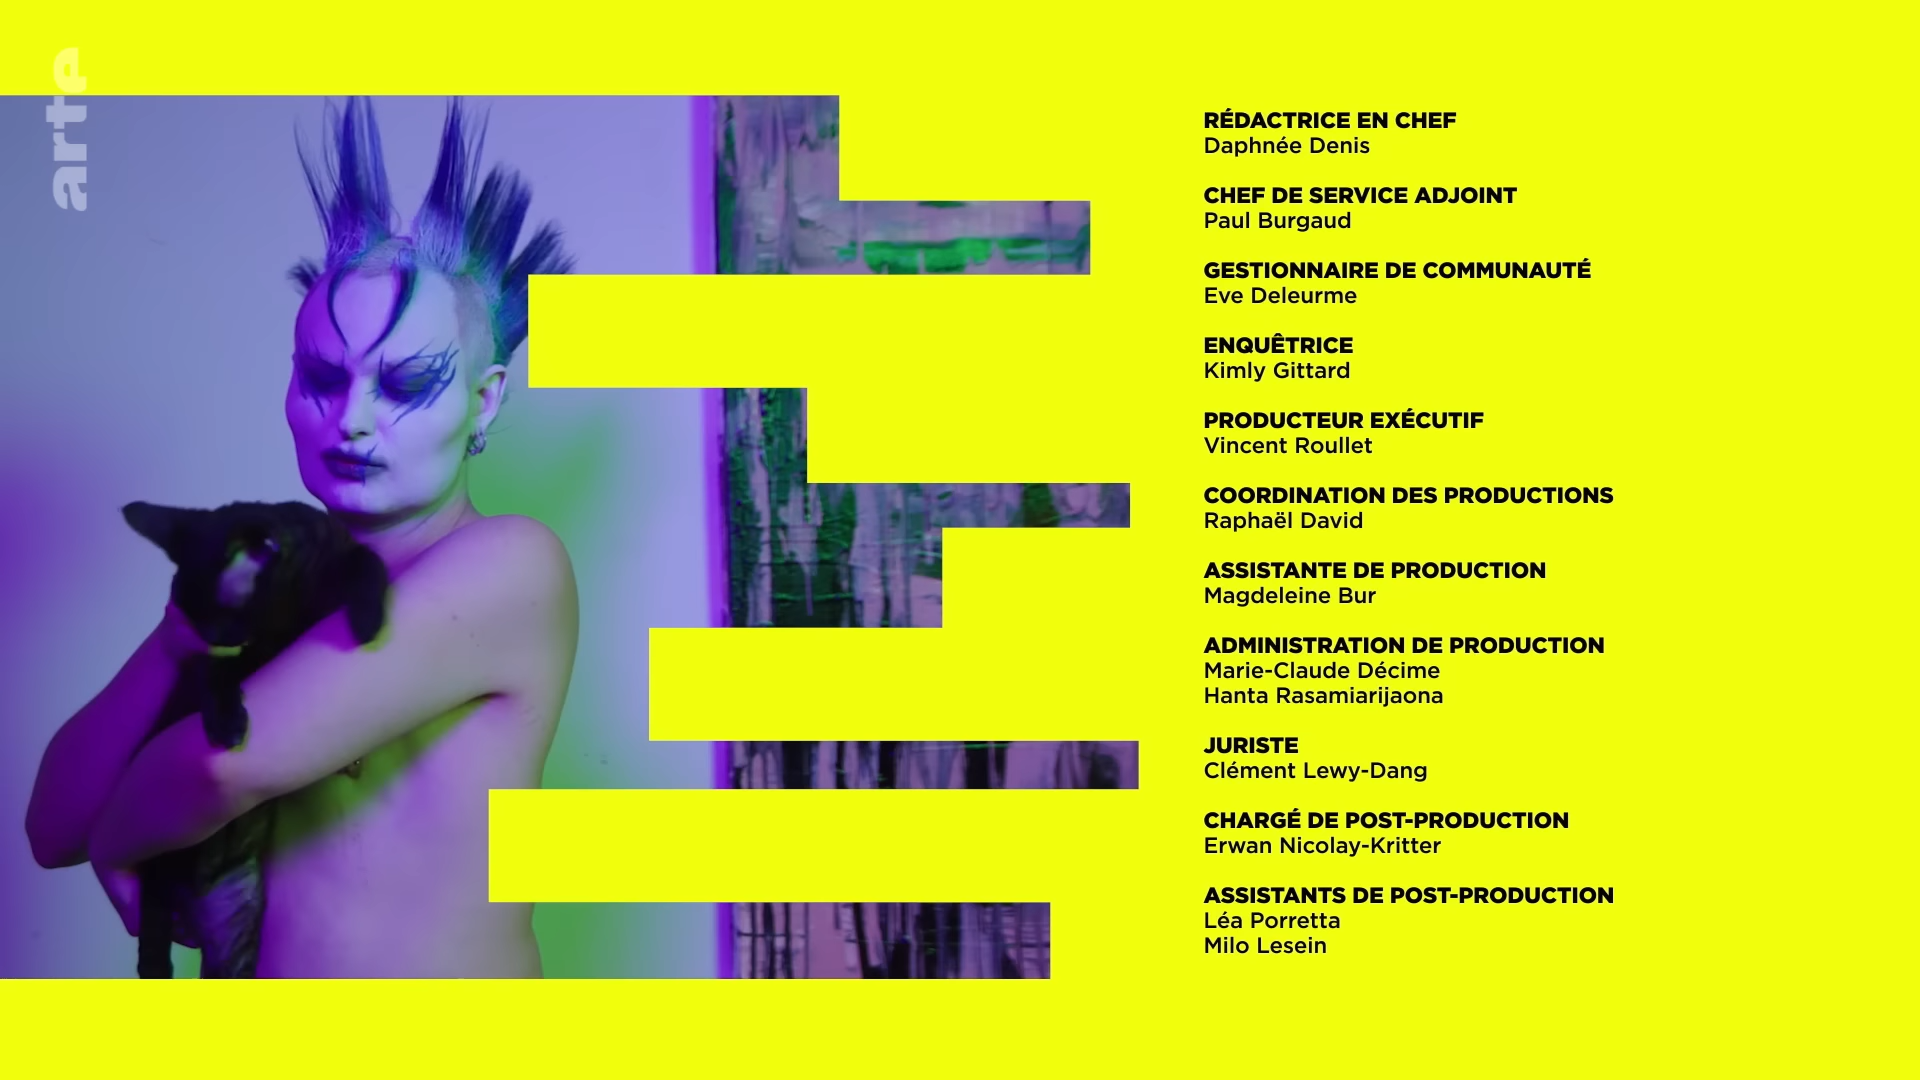 arte
RÉDACTRICE EN CHEF
Daphnée Denis
CHEF DE SERVICE ADJOINT
Paul Burgaud
GESTIONNAIRE DE COMMUNAUTÉ
Eve Deleurme
ENQUÊTRICE
Kimly Gittard
PRODUCTEUR EXÉCUTIF
Vincent Roullet
COORDINATION DES PRODUCTIONS
Raphaël David
ASSISTANTE DE PRODUCTION
Magdeleine Bur
ADMINISTRATION DE PRODUCTION
Marie-Claude Décime
Hanta Rasamiarijaona
JURISTE
Clément Lewy-Dang
CHARGÉ DE POST-PRODUCTION
Erwan Nicolay-Kritter
ASSISTANTS DE POST-PRODUCTION
Léa Porretta
Milo Lesein